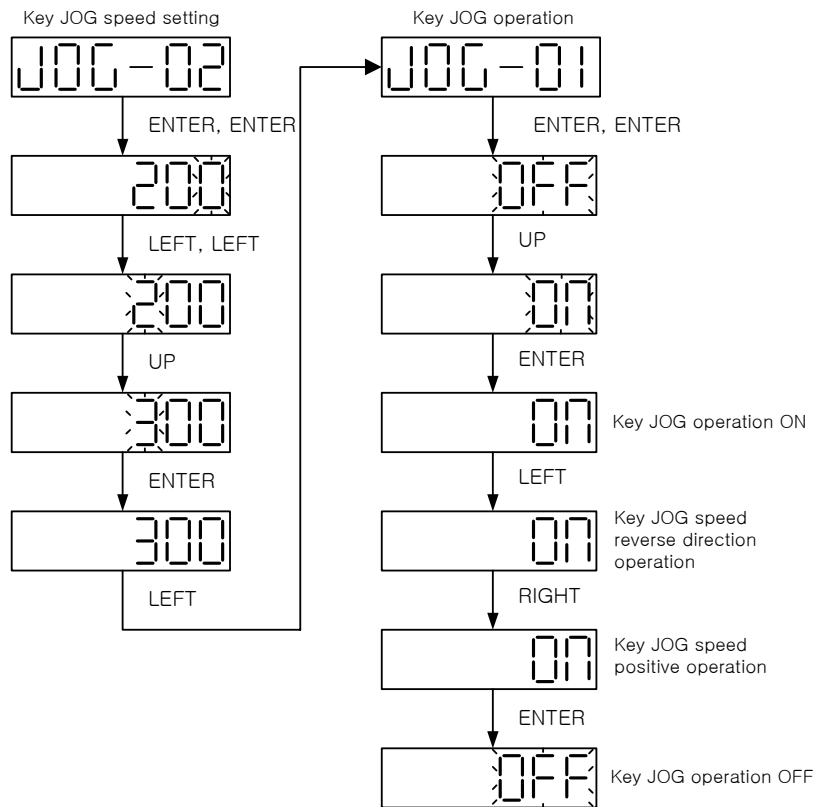 Key JOG speed setting
JOG-02
ENTER, ENTER
200
LEFT, LEFT
200
UP
300
ENTER
300
LEFT
Key JOG operation
JOG-01
ENTER, ENTER
OFF
UP
ON
ENTER
ON
Key JOG operation ON
LEFT
ON
Key JOG speed
reverse direction
operation
RIGHT
ON
Key JOG speed
positive operation
ENTER
OFF
Key JOG operation OFF